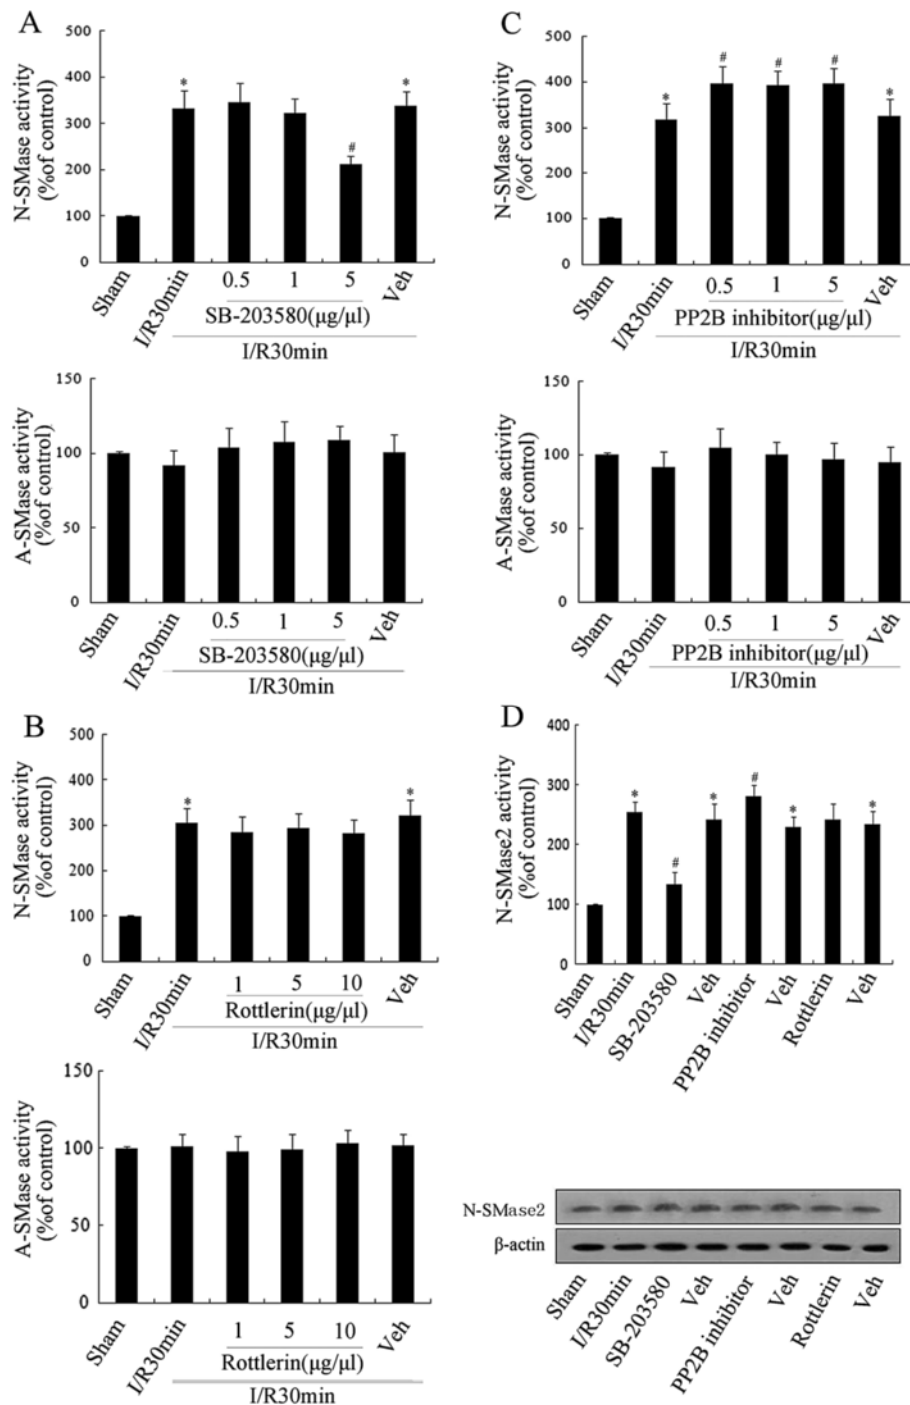 A
N-SMase activity
(%of control)
500
400
300
200
100
0
*
#
*
Sham
I/R30min
0.5 1 5
Veh
SB-203580(μg/μl)
I/R30min
A-SMase activity
(%of control)
150
100
50
0
Sham
I/R30min
0.5 1 5
Veh
SB-203580(μg/μl)
I/R30min
B
N-SMase activity
(%of control)
500
400
300
200
100
0
*
*
Sham
I/R30min
1 5 10
Veh
Rottlerin(μg/μl)
I/R30min
A-SMase activity
(%of control)
150
100
50
0
Sham
I/R30min
1 5 10
Veh
Rottlerin(μg/μl)
I/R30min
C
N-SMase activity
(%of control)
500
400
300
200
100
0
*
# # #
*
Sham
I/R30min
0.5 1 5
Veh
PP2B inhibitor(μg/μl)
I/R30min
A-SMase activity
(%of control)
150
100
50
0
Sham
I/R30min
0.5 1 5
Veh
PP2B inhibitor(μg/μl)
I/R30min
D
N-SMase2 activity
(%of control)
400
300
200
100
0
*
#
*
#
*
*
Sham
I/R30min
SB-203580
Veh
PP2B inhibitor
Veh
Rottlerin
Veh
N-SMase2
β-actin
Sham
I/R30min
SB-203580
Veh
PP2B inhibitor
Veh
Rottlerin
Veh